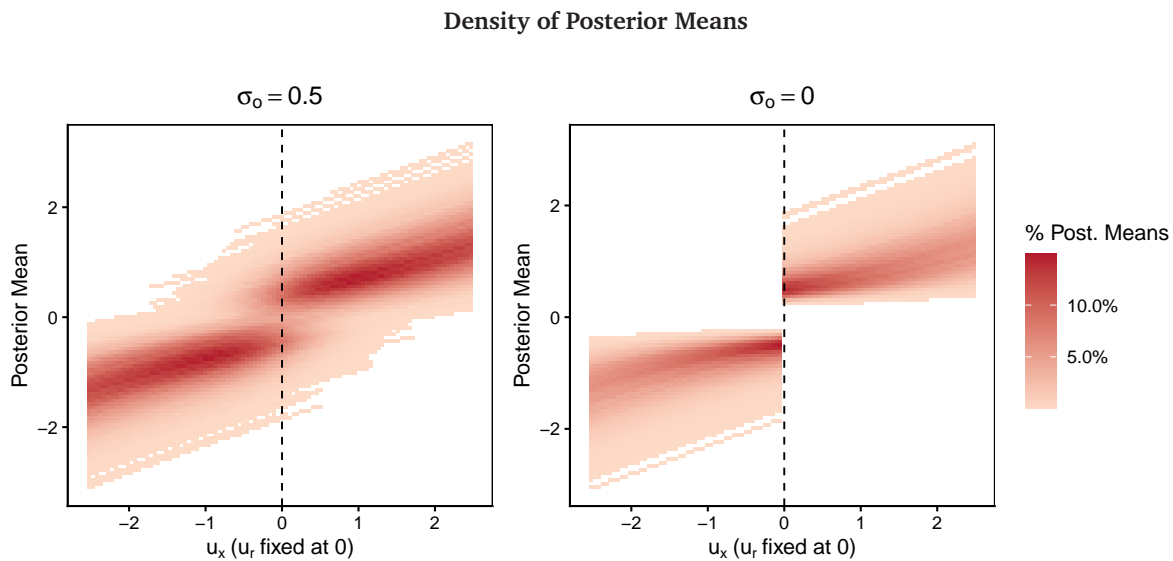 Density of Posterior Means
σo = 0.5
σo = 0
Posterior Mean
2
0
−2
−2
−1
0
1
2
ux (ur fixed at 0)
Posterior Mean
2
0
−2
−2
−1
0
1
2
ux (ur fixed at 0)
% Post. Means
10.0%
5.0%